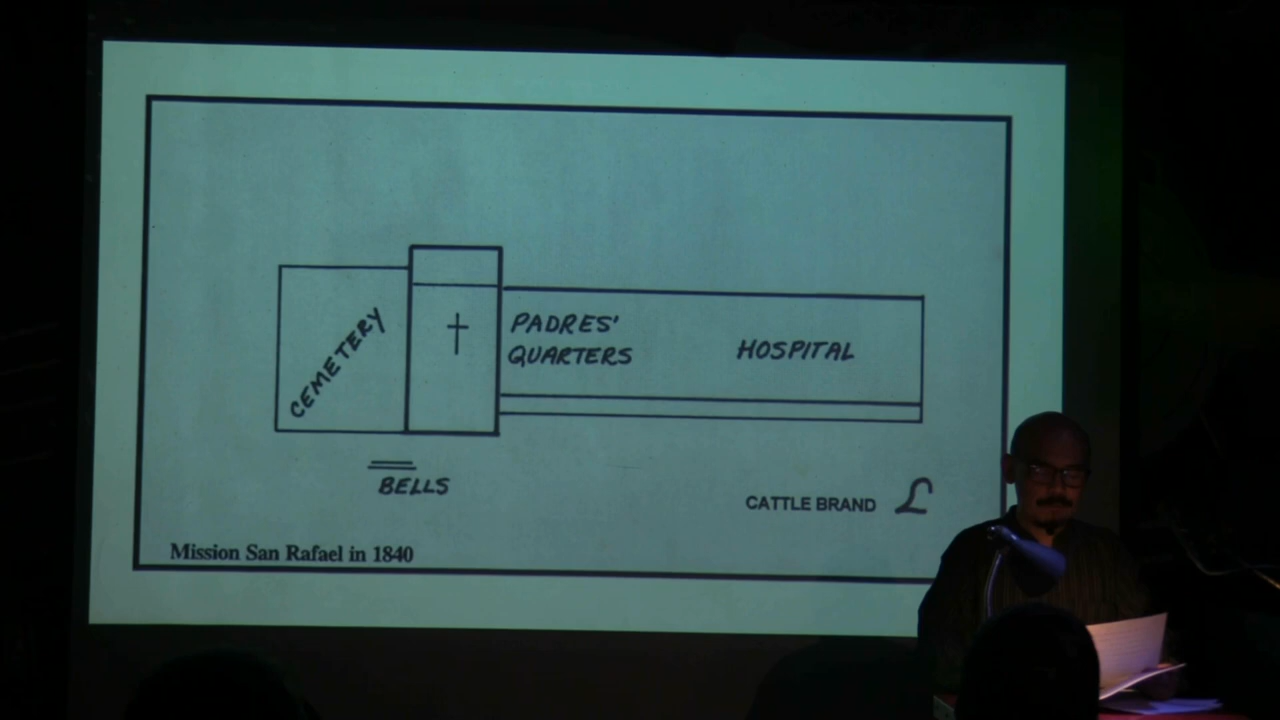 CEMETERY
PADRES'
QUARTERS
HOSPITAL
BELLS
CATTLE BRAND
Mission San Rafael in 1840